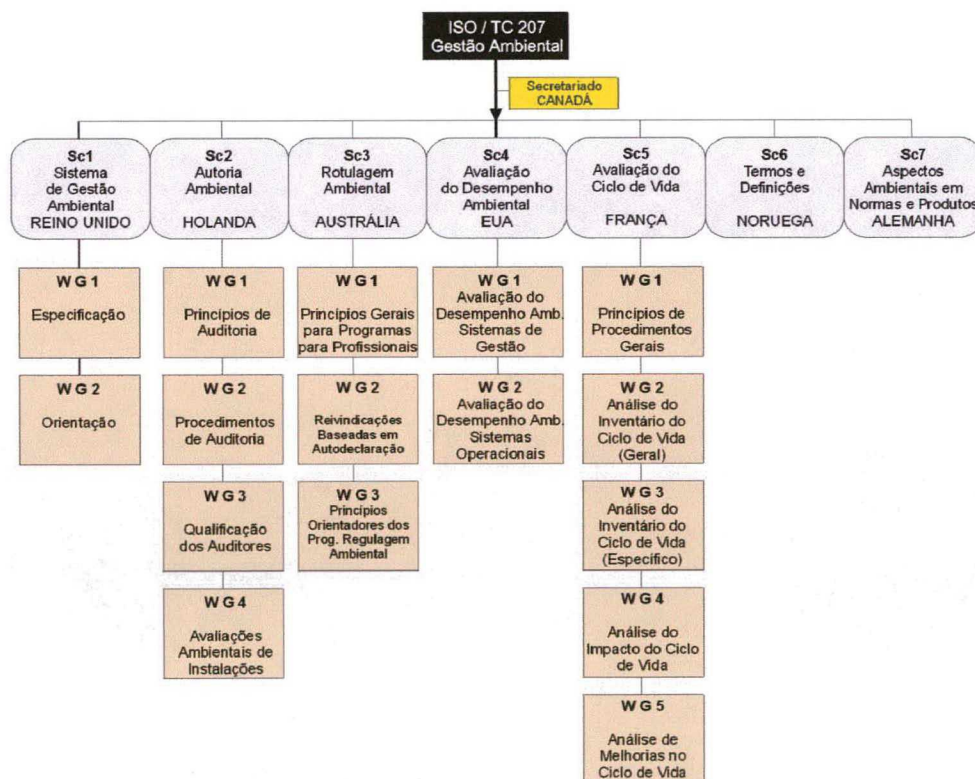 ISO / TC 207
Gestão Ambiental
Secretariado
CANADÁ
Sc1
Sistema
de Gestão
Ambiental
REINO UNIDO
Sc2
Autoria
Ambiental
HOLANDA
Sc3
Rotulagem
Ambiental
AUSTRÁLIA
Sc4
Avaliação
do Desempenho
Ambiental
EUA
Sc5
Avaliação do
Ciclo de Vida
FRANÇA
Sc6
Termos e
Definições
NORUEGA
Sc7
Aspectos
Ambientais em
Normas e Produtos
ALEMANHA
WG1
Especificação
WG2
Orientação
WG1
Princípios de
Auditoria
WG2
Procedimentos
de Auditoria
WG3
Qualificação
dos Auditores
WG4
Avaliações
Ambientais de
Instalações
WG1
Princípios Gerais
para Programas
para Profissionais
WG2
Reivindicações
Baseadas em
Autodeclaração
WG3
Princípios
Orientadores dos
Prog. Regulagem
Ambiental
WG1
Avaliação do
Desempenho Amb.
Sistemas de
Gestão
WG2
Avaliação do
Desempenho Amb.
Sistemas
Operacionais
WG1
Princípios de
Procedimentos
Gerais
WG2
Análise do
Inventário do
Ciclo de Vida
(Geral)
WG3
Análise do
Inventário do
Ciclo de Vida
(Específico)
WG4
Análise do
Impacto do Ciclo
de Vida
WG5
Análise de
Melhorias no
Ciclo de Vida